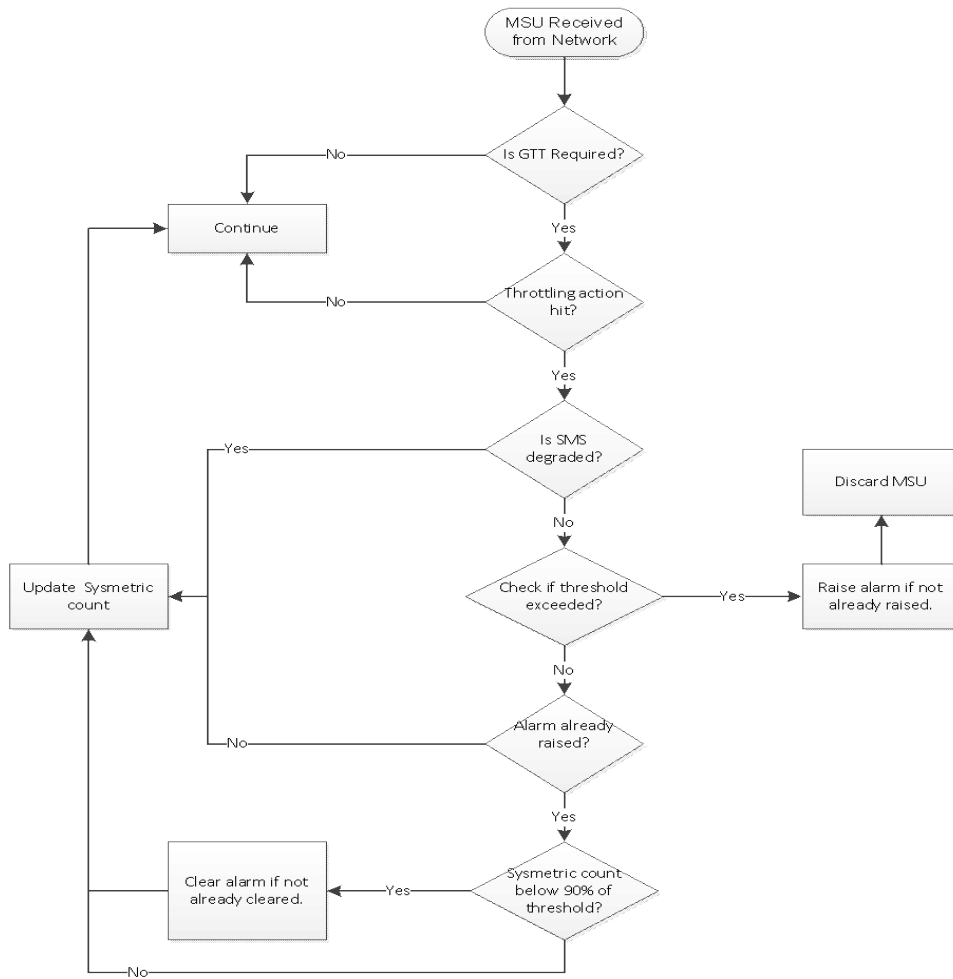 MSU Received
from Network
Is GTT Required?
No
Yes
Continue
Throttling action
hit?
No
Yes
Is SMS
degraded?
Yes
No
Discard MSU
Update Sysmetric
count
Check if threshold
exceeded?
Yes
Raise alarm if not
already raised.
No
Alarm already
raised?
No
Yes
Clear alarm if not
already cleared.
Yes
Sysmetric count
below 90% of
threshold?
No